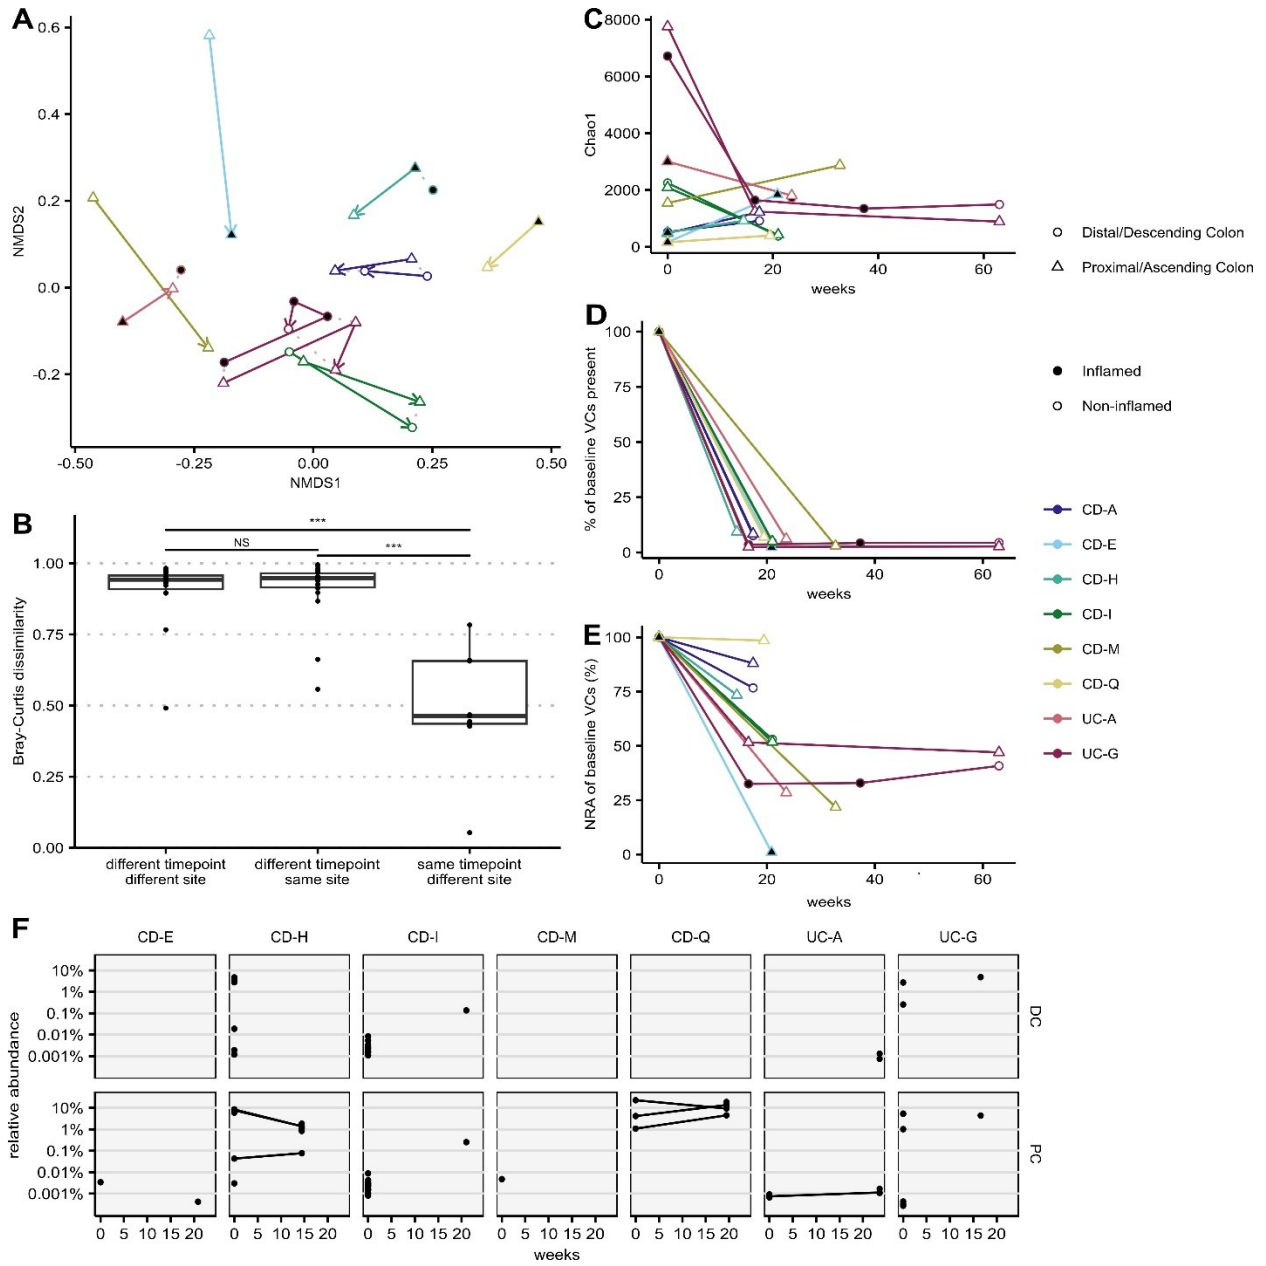 A
0.6
0.4
0.2
0.0
-0.2
NMDS2
-0.50
-0.25
0.00
0.25
0.50
NMDS1
B
***
NS
***
1.00
0.75
0.50
0.25
0.00
Bray-Curtis dissimilarity
different timepoint
different site
different timepoint
same site
same timepoint
different site
C
8000
6000
4000
2000
0
Chao1
0
20
40
60
weeks
D
100
75
50
25
0
% of baseline VCs present
0
20
40
60
weeks
E
100
75
50
25
0
NRA of baseline VCs (%)
0
20
40
60
weeks
Distal/Descending Colon
Proximal/Ascending Colon
Inflamed
Non-inflamed
CD-A
CD-E
CD-H
CD-I
CD-M
CD-Q
UC-A
UC-G
F
CD-E
CD-H
CD-I
CD-M
CD-Q
UC-A
UC-G
10%
1%
0.1%
0.01%
0.001%
DC
10%
1%
0.1%
0.01%
0.001%
PC
relative abundance
0 5 10 15 20
0 5 10 15 20
0 5 10 15 20
0 5 10 15 20
0 5 10 15 20
0 5 10 15 20
0 5 10 15 20
weeks